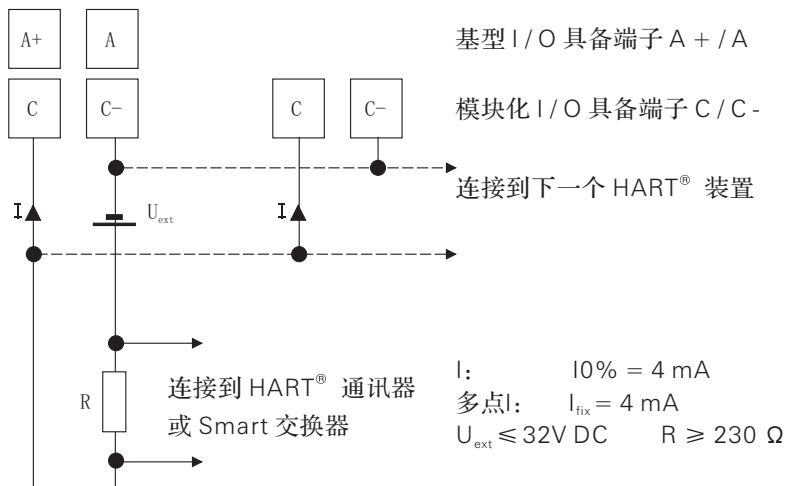 A+ A
基型 I / O 具备端子 A + / A
C C− C C−
模块化 I / O 具备端子 C / C -
连接到下一个 HART® 装置
I Uext I
连接到 HART® 通讯器
或 Smart 交换器
R
I: I0% = 4 mA
多点I: Ifix = 4 mA
Uext ≤ 32V DC R ≥ 230 Ω